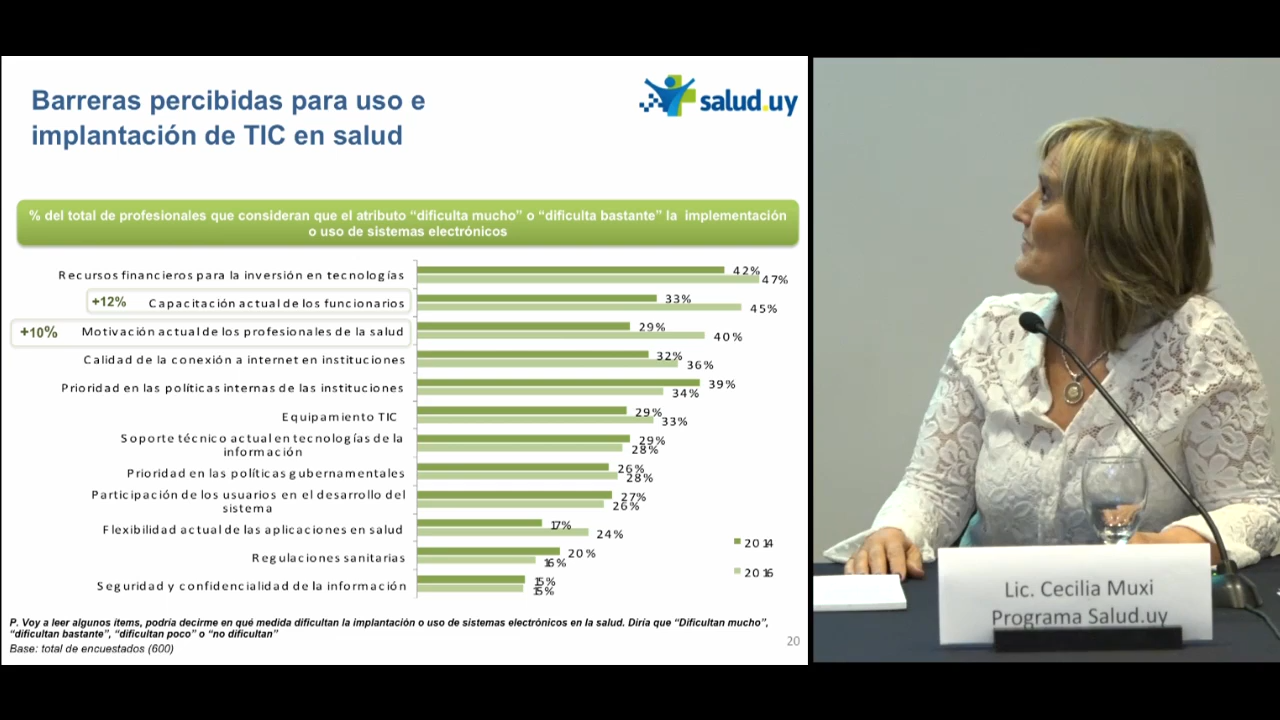 Barreras percibidas para uso e
implantación de TIC en salud
salud.uy
% del total de profesionales que consideran que el atributo “dificulta mucho” o “dificulta bastante” la implementación
o uso de sistemas electrónicos
Recursos financieros para la inversión en tecnologías
42%
47%
+12%
Capacitación actual de los funcionarios
33%
45%
+10%
Motivación actual de los profesionales de la salud
29%
40%
Calidad de la conexión a internet en instituciones
32%
36%
Prioridad en las políticas internas de las instituciones
39%
34%
Equipamiento TIC
29%
33%
Soporte técnico actual en tecnologías de la
información
29%
28%
Prioridad en las políticas gubernamentales
26%
28%
Participación de los usuarios en el desarrollo del
sistema
27%
26%
Flexibilidad actual de las aplicaciones en salud
17%
24%
Regulaciones sanitarias
20%
16%
Seguridad y confidencialidad de la información
15%
15%
2014
2016
P. Voy a leer algunos ítems, podría decirme en qué medida dificultan la implantación o uso de sistemas electrónicos en la salud. Diría que “Dificultan mucho”,
“dificultan bastante”, “dificultan poco” o “no dificultan”
Base: total de encuestados (600)
20
Lic. Cecilia Muxi
Programa Salud.uy